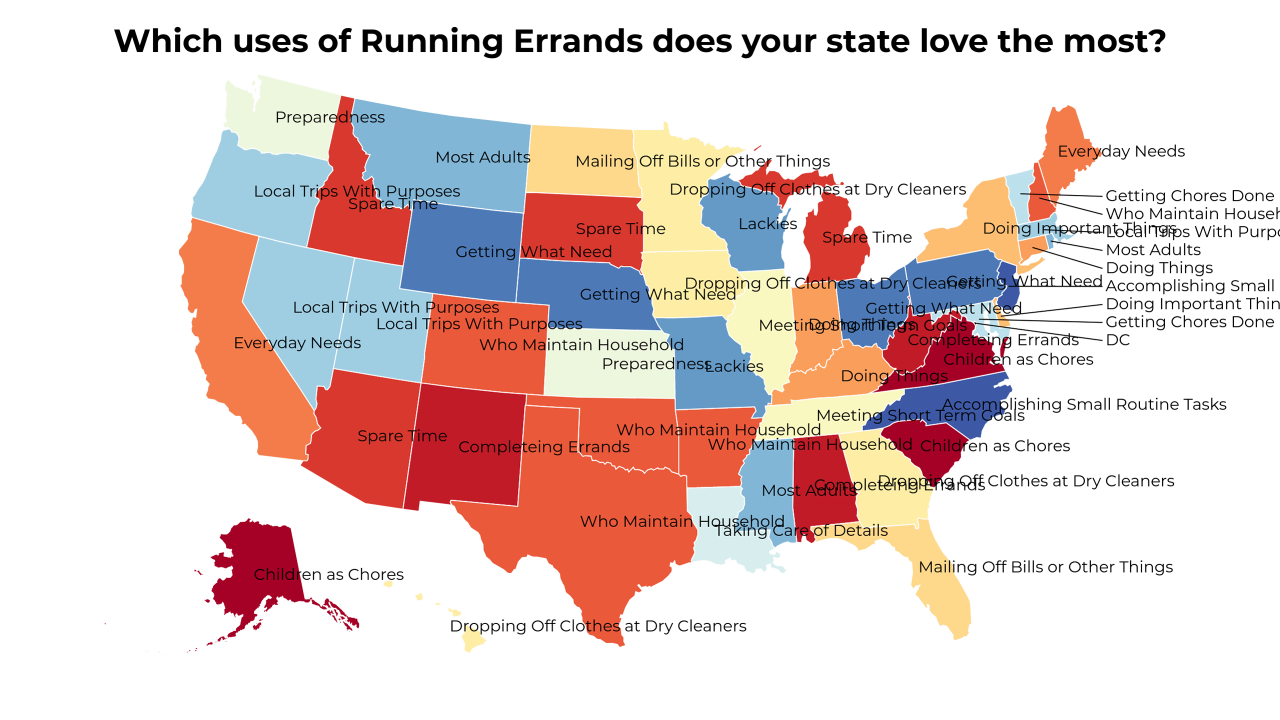 Which uses of Running Errands does your state love the most?
Preparedness
Everyday Needs
Most Adults
Mailing Off Bills or Other Things
Local Trips With Purposes
Spare Time
Dropping Off Clothes at Dry Cleaners
Getting Chores Done
Who Maintain Househ
Lackies
Spare Time
Spare Time
Doing Important Things
Local Trips With Purpo
Most Adults
Getting What Need
Doing Things
Getting What Need
Dropping Off Clothes at Dry Cleaners
Getting What Need
Accomplishing Small
Local Trips With Purposes
Doing Important Thin
Getting What Need
Local Trips With Purposes
Meeting Short Term Goals
Doing Things
Getting Chores Done
Everyday Needs
Who Maintain Household
Completeing Errands
DC
Preparedness
Lackies
Children as Chores
Doing Things
Accomplishing Small Routine Tasks
Meeting Short Term Goals
Spare Time
Completeing Errands
Who Maintain Household
Who Maintain Household
Children as Chores
Most Adults
Completeing Errands
Dropping Off Clothes at Dry Cleaners
Who Maintain Household
Taking Care of Details
Mailing Off Bills or Other Things
Children as Chores
Dropping Off Clothes at Dry Cleaners